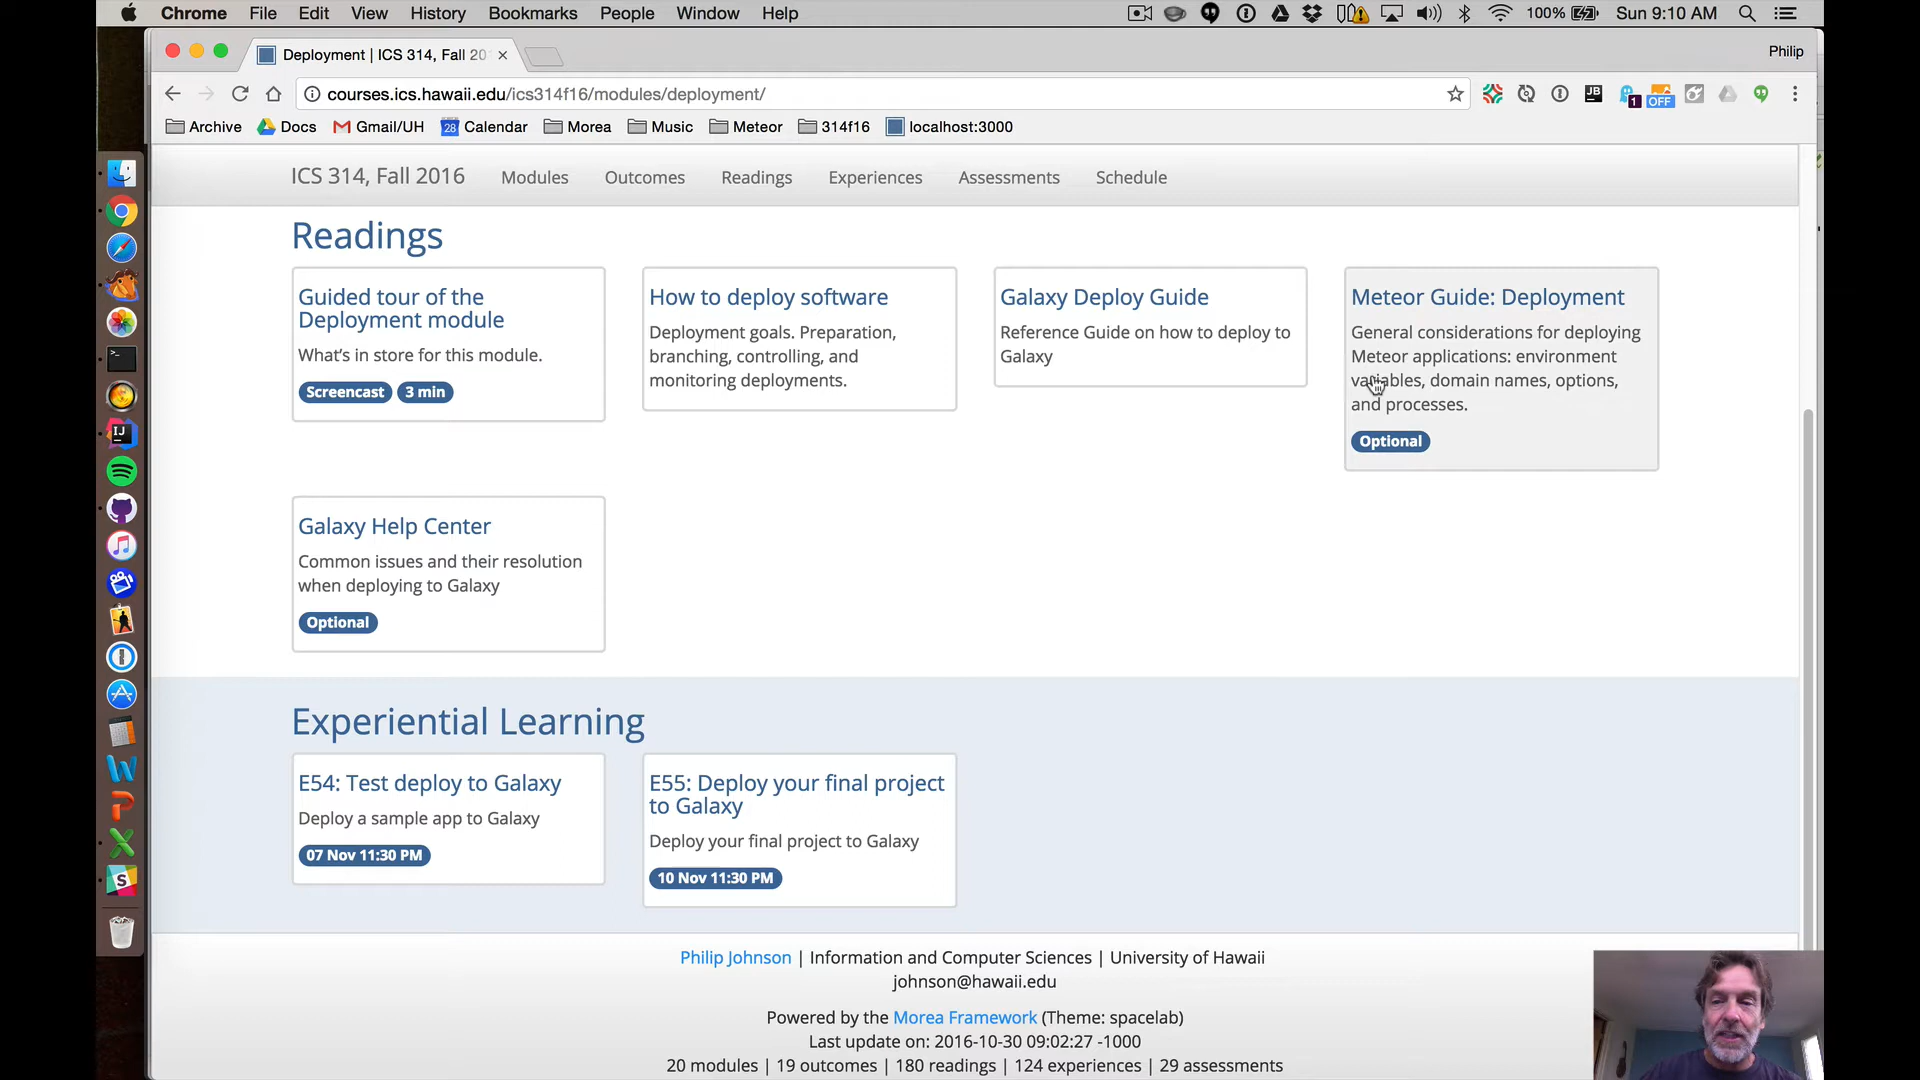 Chrome File Edit View History Bookmarks People Window Help 100% Sun 9:10 AM
Deployment | ICS 314, Fall 20 Philip
courses.ics.hawaii.edu/ics314f16/modules/deployment/ JB 1 OFF
Archive Docs Gmail/UH 28 Calendar Morea Music Meteor 314f16 localhost:3000
ICS 314, Fall 2016 Modules Outcomes Readings Experiences Assessments Schedule
Readings
Guided tour of the
Deployment module
What's in store for this module.
Screencast 3 min
How to deploy software
Deployment goals. Preparation,
branching, controlling, and
monitoring deployments.
Galaxy Deploy Guide
Reference Guide on how to deploy to
Galaxy
Meteor Guide: Deployment
General considerations for deploying
Meteor applications: environment
variables, domain names, options,
and processes.
Optional
Galaxy Help Center
Common issues and their resolution
when deploying to Galaxy
Optional
Experiential Learning
E54: Test deploy to Galaxy
Deploy a sample app to Galaxy
07 Nov 11:30 PM
E55: Deploy your final project
to Galaxy
Deploy your final project to Galaxy
10 Nov 11:30 PM
Philip Johnson | Information and Computer Sciences | University of Hawaii
johnson@hawaii.edu
Powered by the Morea Framework (Theme: spacelab)
Last update on: 2016-10-30 09:02:27 -1000
20 modules | 19 outcomes | 180 readings | 124 experiences | 29 assessments
IJ